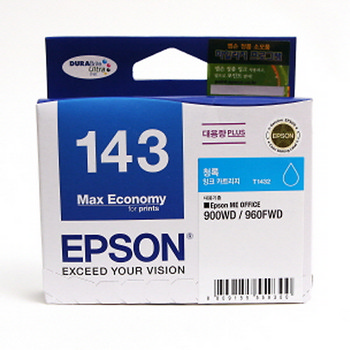 DURABrite
Ultra
INK
143
Max Economy
for prints
EPSON
EXCEED YOUR VISION
대용량 PLUS
EPSON
청록
잉크 카트리지 T1432
■Epson ME OFFICE
900WD / 960FWD